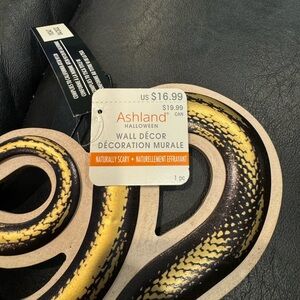 US $16.99
$19.99
CAN
Ashland®
HALLOWEEN
WALL DÉCOR
DÉCORATION MURALE
NATURALLY SCARY • NATURELLEMENT EFFRAYANT
1 pc